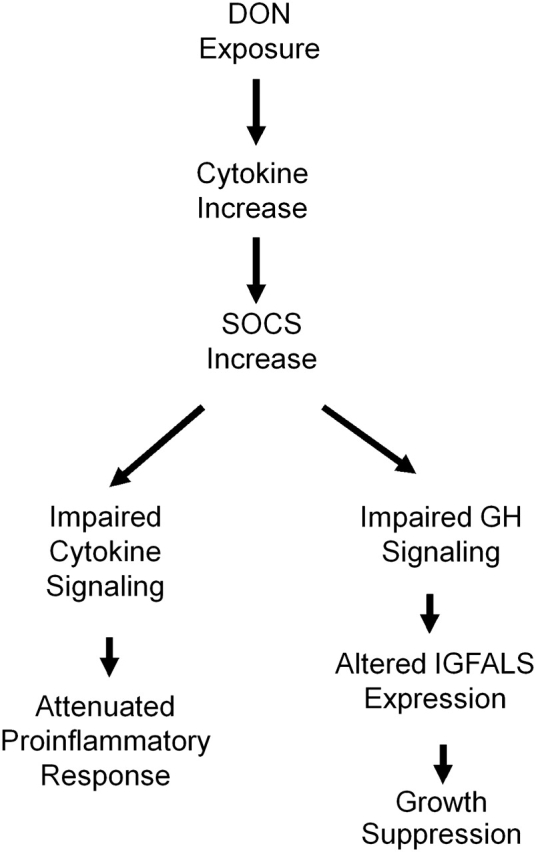 DON
Exposure
Cytokine
Increase
SOCS
Increase
Impaired
Cytokine
Signaling
Attenuated
Proinflammatory
Response
Impaired GH
Signaling
Altered IGFALS
Expression
Growth
Suppression